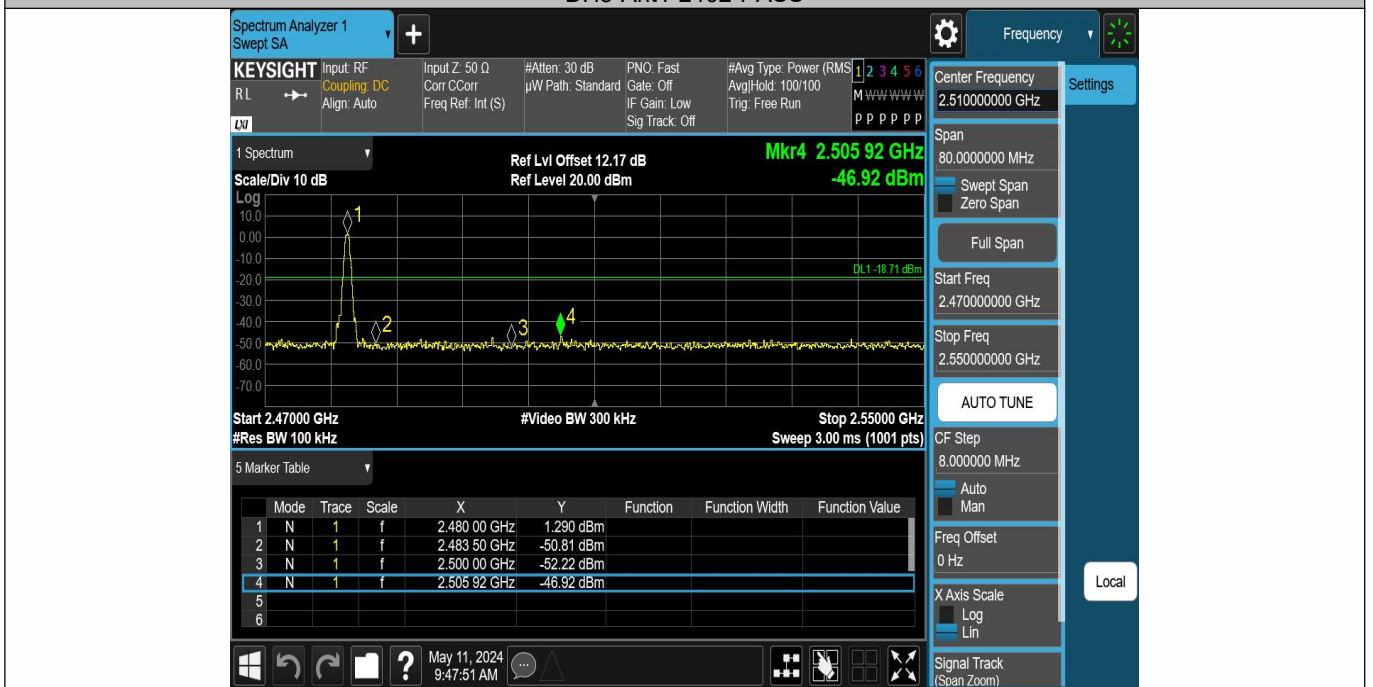 Spectrum Analyzer 1
Swept SA
+
Frequency
KEYSIGHT
RL
LXI
Input: RF
Coupling: DC
Align: Auto
Input Z: 50 Ω
Corr CCorr
Freq Ref: Int (S)
#Atten: 30 dB
µW Path: Standard
PNO: Fast
Gate: Off
IF Gain: Low
Sig Track: Off
#Avg Type: Power (RMS
Avg|Hold: 100/100
Trig: Free Run
1 2 3 4 5 6
M W W W W W
P P P P P P
Center Frequency
2.510000000 GHz
Settings
1 Spectrum
Scale/Div 10 dB
Ref Lvl Offset 12.17 dB
Ref Level 20.00 dBm
Mkr4 2.505 92 GHz
-46.92 dBm
Log
10.0
0.00
-10.0
-20.0
-30.0
-40.0
-50.0
-60.0
-70.0
1
2
3
4
DL1 -18.71 dBm
Start 2.47000 GHz
#Res BW 100 kHz
#Video BW 300 kHz
Stop 2.55000 GHz
Sweep 3.00 ms (1001 pts)
Span
80.0000000 MHz
Swept Span
Zero Span
Full Span
Start Freq
2.470000000 GHz
Stop Freq
2.550000000 GHz
AUTO TUNE
CF Step
8.000000 MHz
Auto
Man
Freq Offset
0 Hz
X Axis Scale
Log
Lin
Signal Track
(Span Zoom)
Local
5 Marker Table
Mode Trace Scale X Y Function Function Width Function Value
1 N 1 f 2.480 00 GHz 1.290 dBm
2 N 1 f 2.483 50 GHz -50.81 dBm
3 N 1 f 2.500 00 GHz -52.22 dBm
4 N 1 f 2.505 92 GHz -46.92 dBm
5
6
?
May 11, 2024
9:47:51 AM